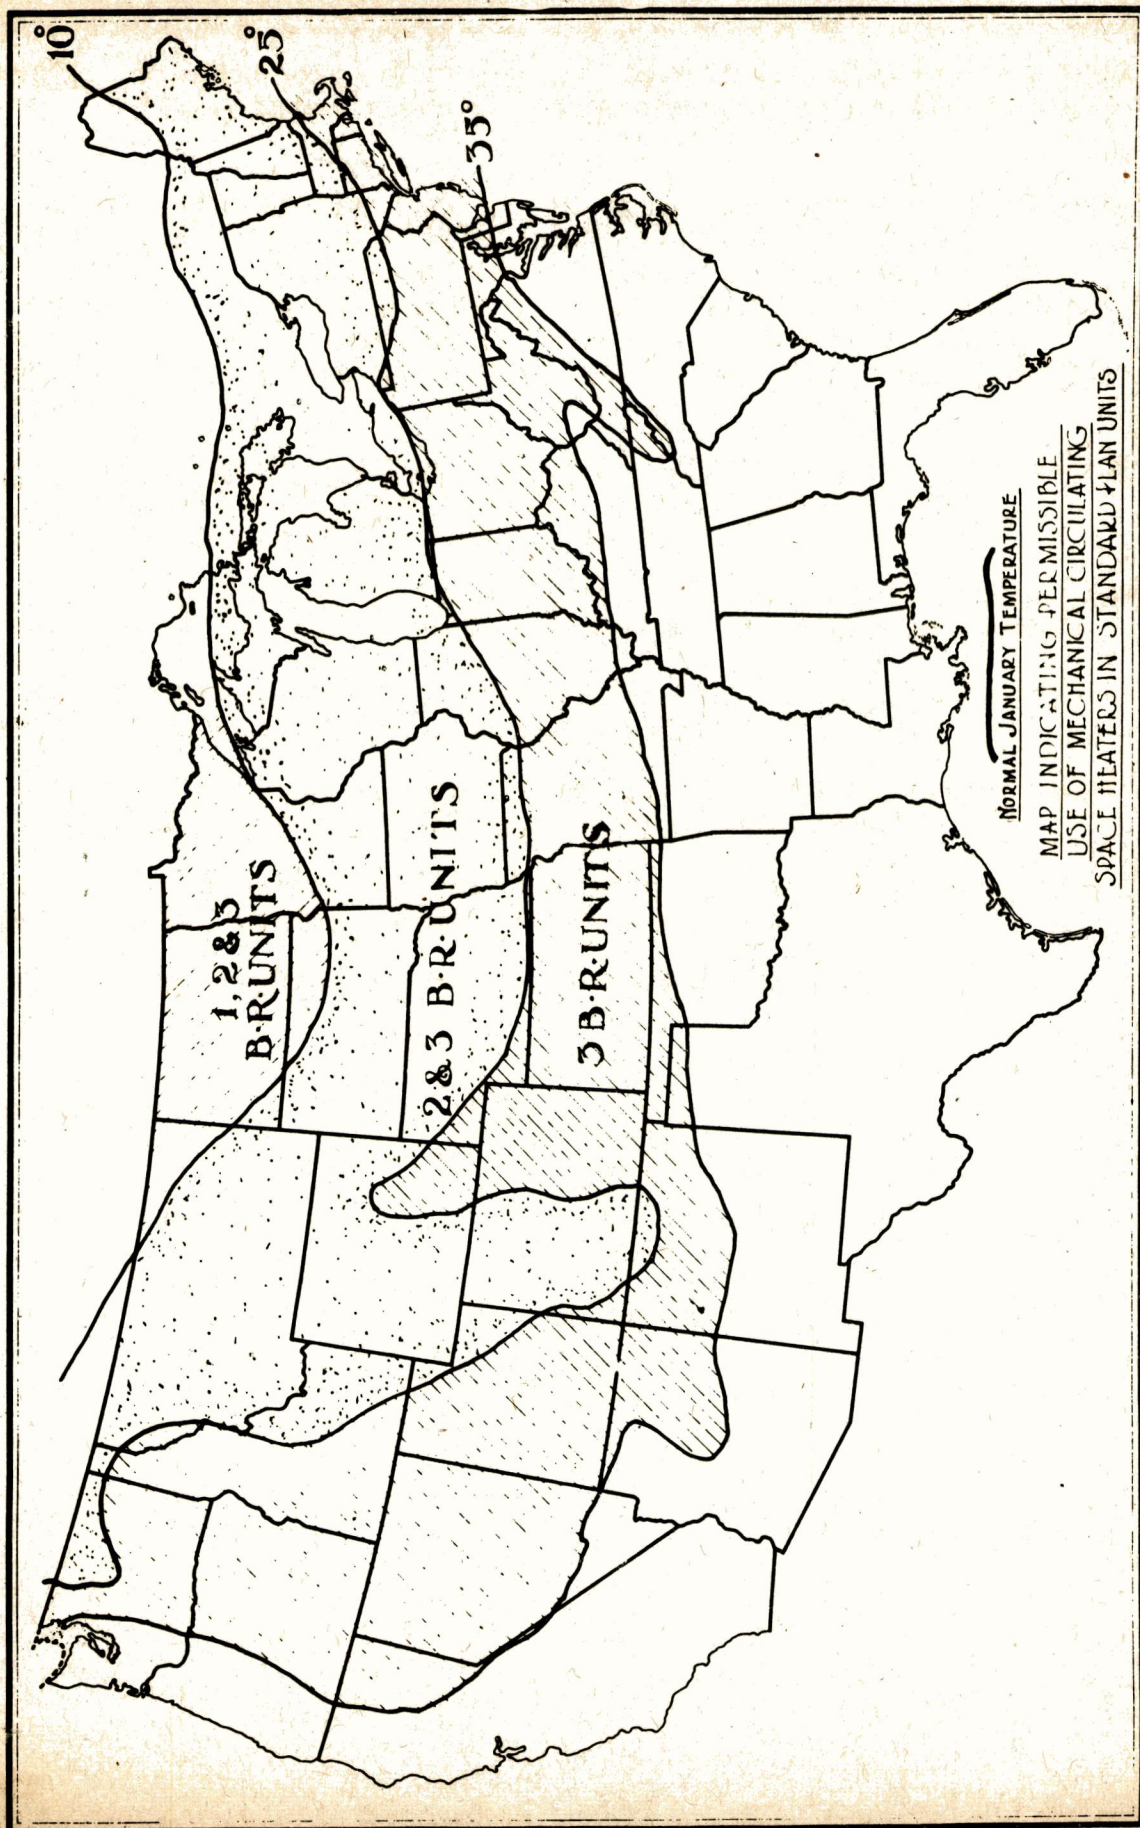 10°
25°
35°
1, 2 & 3
B·R·UNITS
2 & 3 B·R·UNITS
3 B·R·UNITS
NORMAL JANUARY TEMPERATURE
MAP INDICATING PERMISSIBLE
USE OF MECHANICAL CIRCULATING
SPACE HEATERS IN STANDARD PLAN UNITS